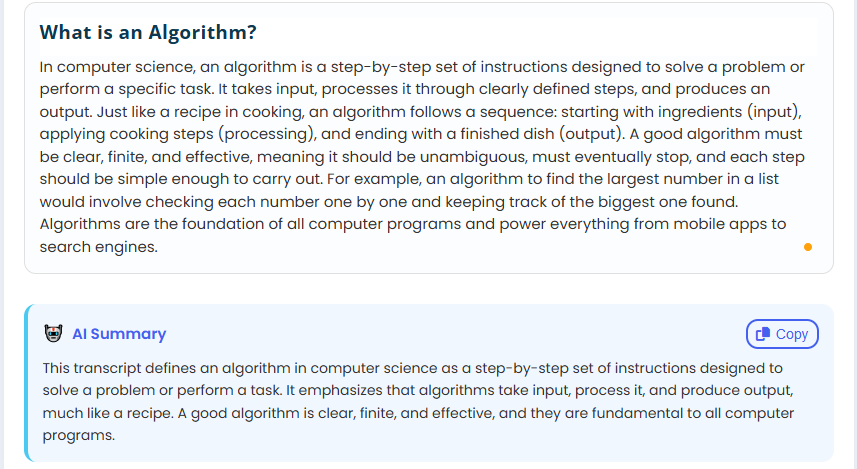 What is an Algorithm?
In computer science, an algorithm is a step-by-step set of instructions designed to solve a problem or
perform a specific task. It takes input, processes it through clearly defined steps, and produces an
output. Just like a recipe in cooking, an algorithm follows a sequence: starting with ingredients (input),
applying cooking steps (processing), and ending with a finished dish (output). A good algorithm must
be clear, finite, and effective, meaning it should be unambiguous, must eventually stop, and each step
should be simple enough to carry out. For example, an algorithm to find the largest number in a list
would involve checking each number one by one and keeping track of the biggest one found.
Algorithms are the foundation of all computer programs and power everything from mobile apps to
search engines.
AI Summary
Copy
This transcript defines an algorithm in computer science as a step-by-step set of instructions designed to
solve a problem or perform a task. It emphasizes that algorithms take input, process it, and produce output,
much like a recipe. A good algorithm is clear, finite, and effective, and they are fundamental to all computer
programs.